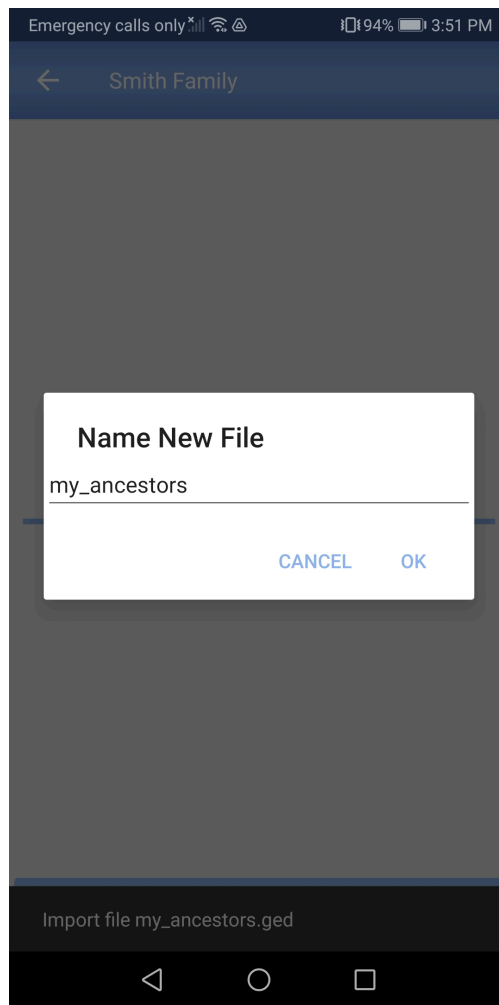 Emergency calls only 94% 3:51 PM
Smith Family
Name New File
my_ancestors
CANCEL OK
Import file my_ancestors.ged